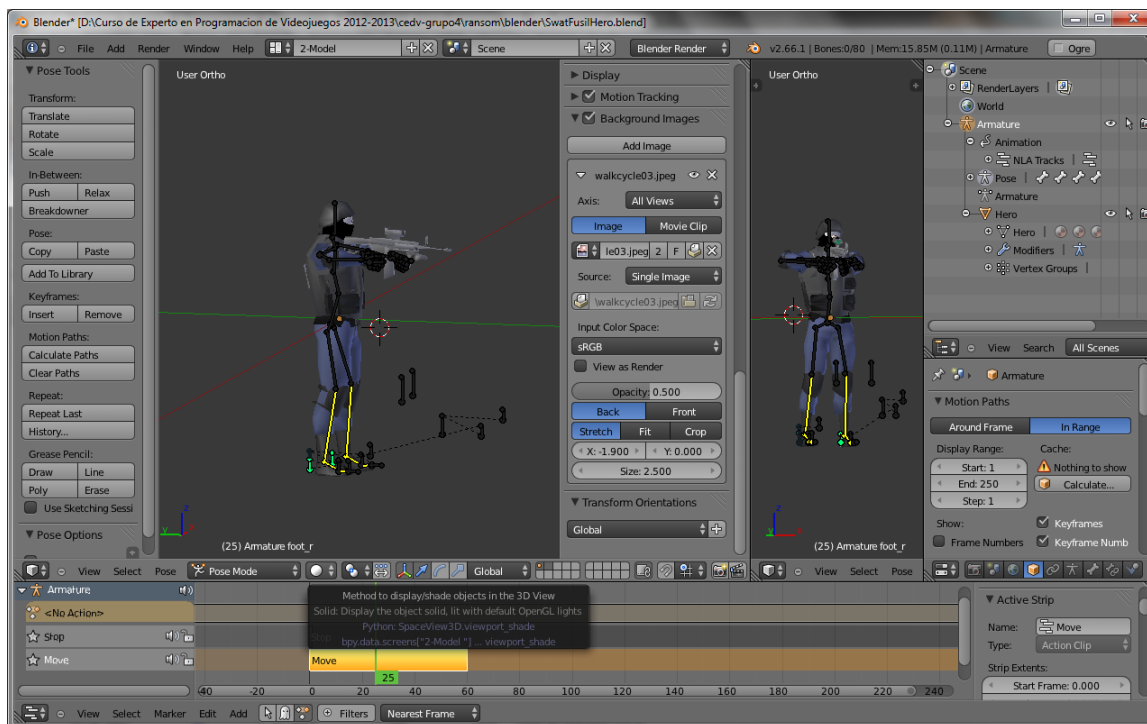 Blender* [D:\Curso de Experto en Programacion de Videojuegos 2012-2013\cedv-grupo4\ransom\blender\SwatFusilHero.blend]
File Add Render Window Help 2-Model Scene Blender Render v2.66.1 | Bones:0/80 | Mem:15.85M (0.11M) | Armature Ogre
Pose Tools
Transform:
Translate
Rotate
Scale
In-Between:
Push Relax
Breakdowner
Pose:
Copy Paste
Add To Library
Keyframes:
Insert Remove
Motion Paths:
Calculate Paths
Clear Paths
Repeat:
Repeat Last
History...
Grease Pencil:
Draw Line
Poly Erase
Use Sketching Sessi
Pose Options
User Ortho
z
y
(25) Armature foot_r
Display
Motion Tracking
Background Images
Add Image
walkcycle03.jpeg
Axis: All Views
Image Movie Clip
le03.jpeg 2 F
Source: Single Image
\walkcycle03.jpeg
Input Color Space:
sRGB
View as Render
Opacity: 0.500
Back Front
Stretch Fit Crop
X: -1.900 Y: 0.000
Size: 2.500
Transform Orientations
Global
User Ortho
z
y
(25) Armature foot_r
Scene
RenderLayers |
World
Armature
Animation
NLA Tracks |
Pose |
Armature
Hero
Hero |
Modifiers |
Vertex Groups |
View Search All Scenes
Armature
Motion Paths
Around Frame In Range
Display Range: Cache:
Start: 1 Nothing to show
End: 250 Calculate...
Step: 1
Show: Keyframes
Frame Numbers Keyframe Numb
View Select Pose Pose Mode Global View Select
Armature
<No Action>
Stop
Move
Method to display/shade objects in the 3D View
Solid: Display the object solid, lit with default OpenGL lights
Python: SpaceView3D.viewport_shade
bpy.data.screens["2-Model "] ... viewport_shade
Stop
Move
25
-40 -20 0 20 40 60 80 100 120 140 160 180 200 220 240
Active Strip
Name: Move
Type: Action Clip
Strip Extents:
Start Frame: 0.000
View Select Marker Edit Add Filters Nearest Frame